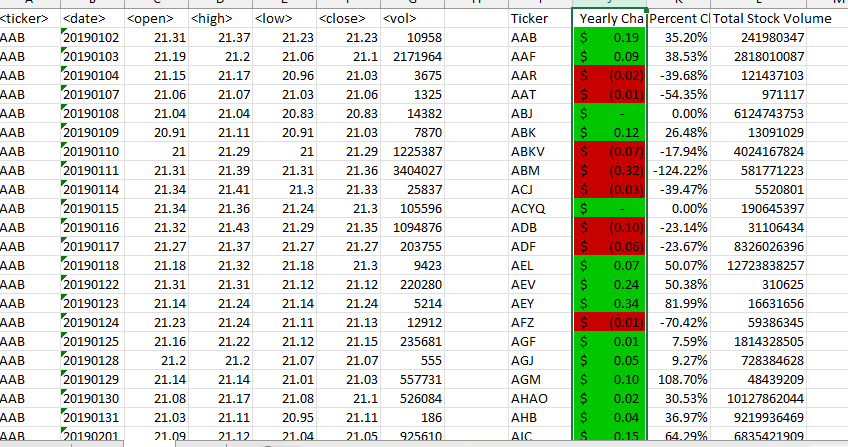 <ticker> <date> <open> <high> <low> <close> <vol> Ticker Yearly Cha Percent Cl Total Stock Volume
AAB 20190102 21.31 21.37 21.23 21.23 10958 AAB $ 0.19 35.20% 241980347
AAB 20190103 21.19 21.2 21.06 21.1 2171964 AAF $ 0.09 38.53% 2818010087
AAB 20190104 21.15 21.17 20.96 21.03 3675 AAR $ (0.02) -39.68% 121437103
AAB 20190107 21.06 21.07 21.03 21.06 1325 AAT $ (0.01) -54.35% 971117
AAB 20190108 21.04 21.04 20.83 20.83 14382 ABJ $ - 0.00% 6124743753
AAB 20190109 20.91 21.11 20.91 21.03 7870 ABK $ 0.12 26.48% 13091029
AAB 20190110 21 21.29 21 21.29 1225387 ABKV $ (0.07) -17.94% 4024167824
AAB 20190111 21.31 21.39 21.31 21.36 3404027 ABM $ (0.32) -124.22% 581771223
AAB 20190114 21.34 21.41 21.3 21.33 25837 ACJ $ (0.03) -39.47% 5520801
AAB 20190115 21.34 21.36 21.24 21.3 105596 ACYQ $ - 0.00% 190645397
AAB 20190116 21.32 21.43 21.29 21.35 1094876 ADB $ (0.10) -23.14% 31106434
AAB 20190117 21.27 21.37 21.27 21.27 203755 ADF $ (0.06) -23.67% 8326026396
AAB 20190118 21.18 21.32 21.18 21.3 9423 AEL $ 0.07 50.07% 12723838257
AAB 20190122 21.31 21.31 21.12 21.12 220280 AEV $ 0.24 50.38% 310625
AAB 20190123 21.14 21.24 21.14 21.24 5214 AEY $ 0.34 81.99% 16631656
AAB 20190124 21.23 21.24 21.11 21.13 12912 AFZ $ (0.01) -70.42% 59386345
AAB 20190125 21.16 21.22 21.12 21.15 235681 AGF $ 0.01 7.59% 1814328505
AAB 20190128 21.2 21.2 21.07 21.07 555 AGJ $ 0.05 9.27% 728384628
AAB 20190129 21.14 21.14 21.01 21.03 557731 AGM $ 0.10 108.70% 48439209
AAB 20190130 21.08 21.17 21.08 21.1 526084 AHAO $ 0.02 30.53% 10127862044
AAB 20190131 21.03 21.11 20.95 21.11 186 AHB $ 0.04 36.97% 9219936469
AAB 20190201 21.09 21.12 21.04 21.05 925610 AJC $ 0.15 64.29% 6835421909